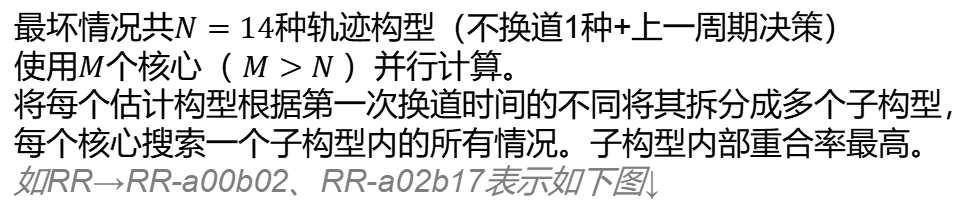 最坏情况共N = 14种轨迹构型（不换道1种+上一周期决策）
使用M个核心（M > N）并行计算。
将每个估计构型根据第一次换道时间的不同将其拆分成多个子构型，
每个核心搜索一个子构型内的所有情况。子构型内部重合率最高。
如RR→RR-a00b02、RR-a02b17表示如下图↓